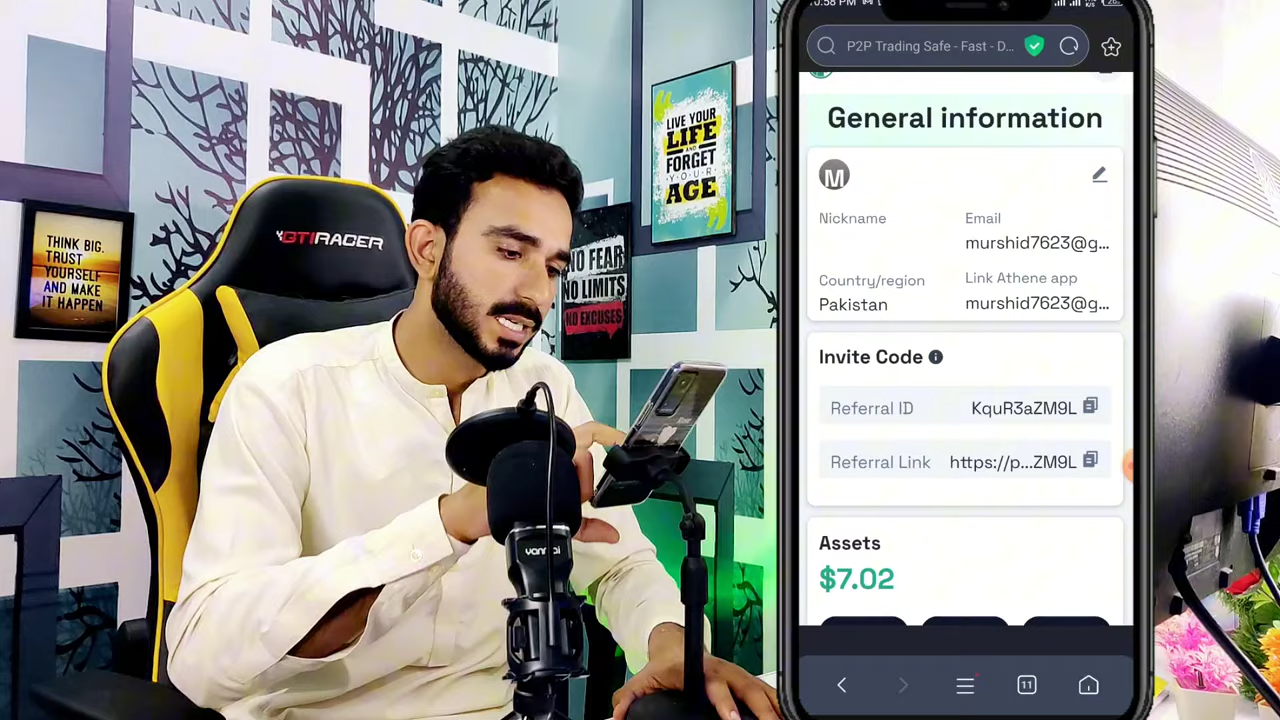 THINK BIG.
TRUST
YOURSELF
AND MAKE
IT HAPPEN
GTIRACER
LIVE YOUR
LIFE
AND
FORGET
YOUR
AGE
NO FEAR
NO LIMITS
NO EXCUSES
P2P Trading Safe - Fast - D...
General information
M
Nickname
Email
murshid7623@g...
Country/region
Link Athene app
Pakistan
murshid7623@g...
Invite Code
Referral ID
KquR3aZM9L
Referral Link
https://p...ZM9L
Assets
$7.02
11